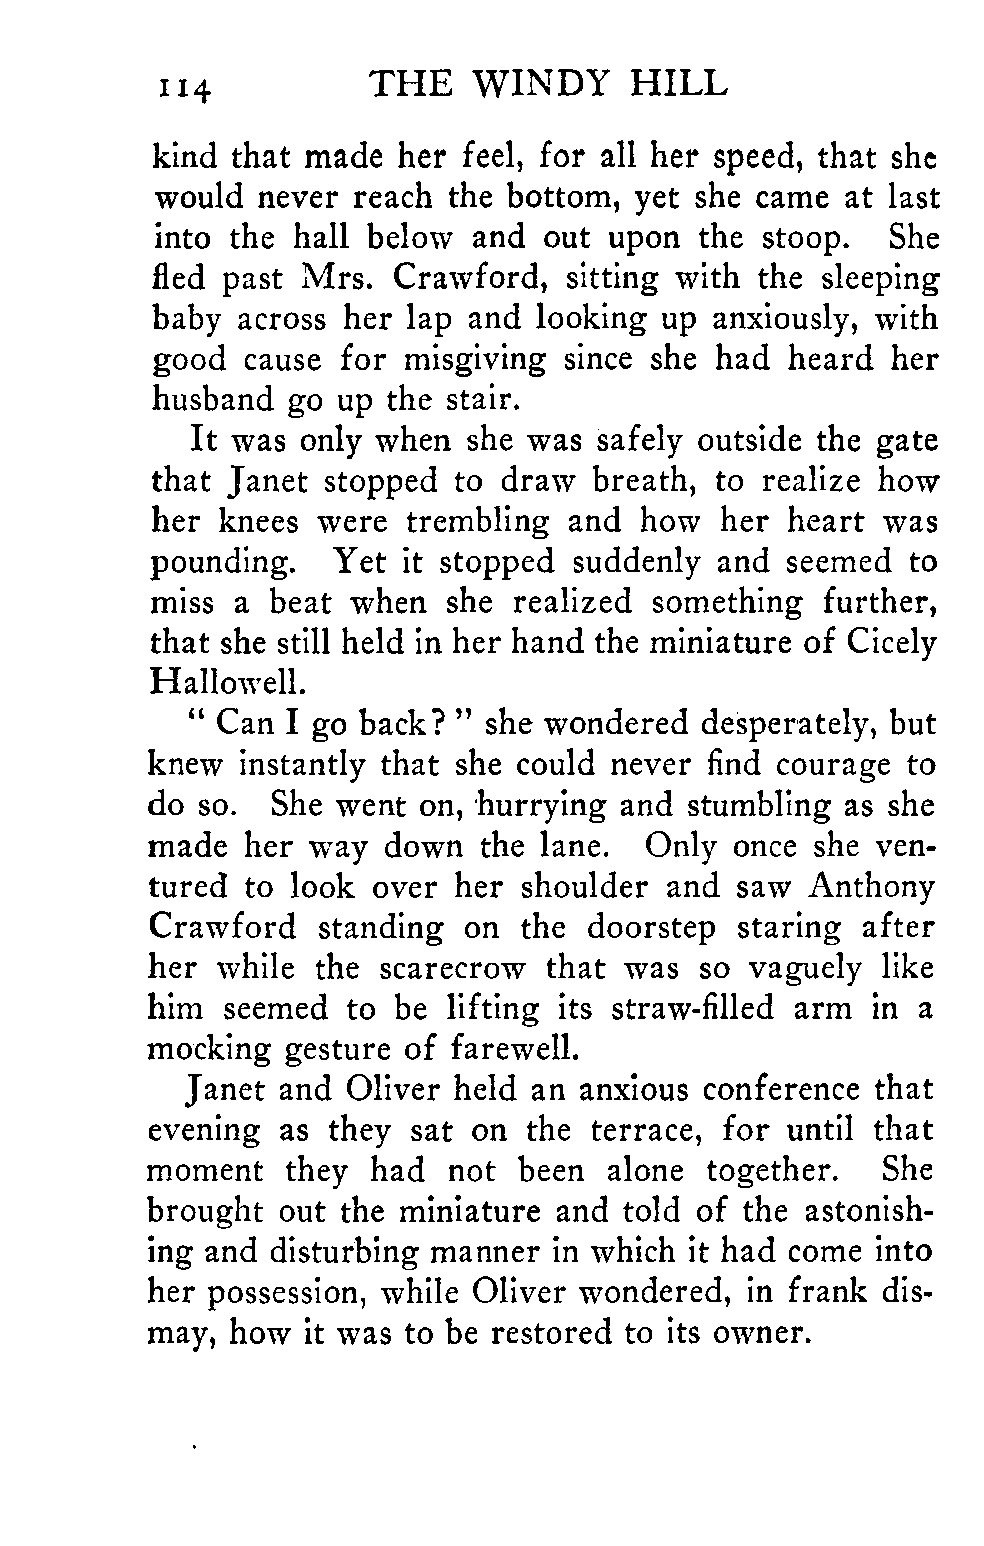 114 THE WINDY HILL
kind that made her feel, for all her speed, that she
would never reach the bottom, yet she came at last
into the hall below and out upon the stoop. She
fled past Mrs. Crawford, sitting with the sleeping
baby across her lap and looking up anxiously, with
good cause for misgiving since she had heard her
husband go up the stair.
It was only when she was safely outside the gate
that Janet stopped to draw breath, to realize how
her knees were trembling and how her heart was
pounding. Yet it stopped suddenly and seemed to
miss a beat when she realized something further,
that she still held in her hand the miniature of Cicely
Hallowell.
“ Can I go back? ” she wondered desperately, but
knew instantly that she could never find courage to
do so. She went on, hurrying and stumbling as she
made her way down the lane. Only once she ven-
tured to look over her shoulder and saw Anthony
Crawford standing on the doorstep staring after
her while the scarecrow that was so vaguely like
him seemed to be lifting its straw-filled arm in a
mocking gesture of farewell.
Janet and Oliver held an anxious conference that
evening as they sat on the terrace, for until that
moment they had not been alone together. She
brought out the miniature and told of the astonish-
ing and disturbing manner in which it had come into
her possession, while Oliver wondered, in frank dis-
may, how it was to be restored to its owner.